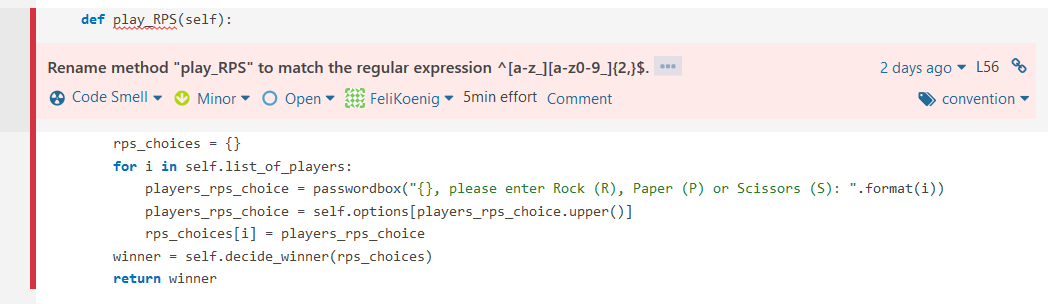 def play_RPS(self):
Rename method "play_RPS" to match the regular expression ^[a-z_][a-z0-9_]{2,}$. •••
2 days ago L56
Code Smell Minor Open FeliKoenig 5min effort Comment
convention
rps_choices = {}
for i in self.list_of_players:
players_rps_choice = passwordbox("{}, please enter Rock (R), Paper (P) or Scissors (S): ".format(i))
players_rps_choice = self.options[players_rps_choice.upper()]
rps_choices[i] = players_rps_choice
winner = self.decide_winner(rps_choices)
return winner